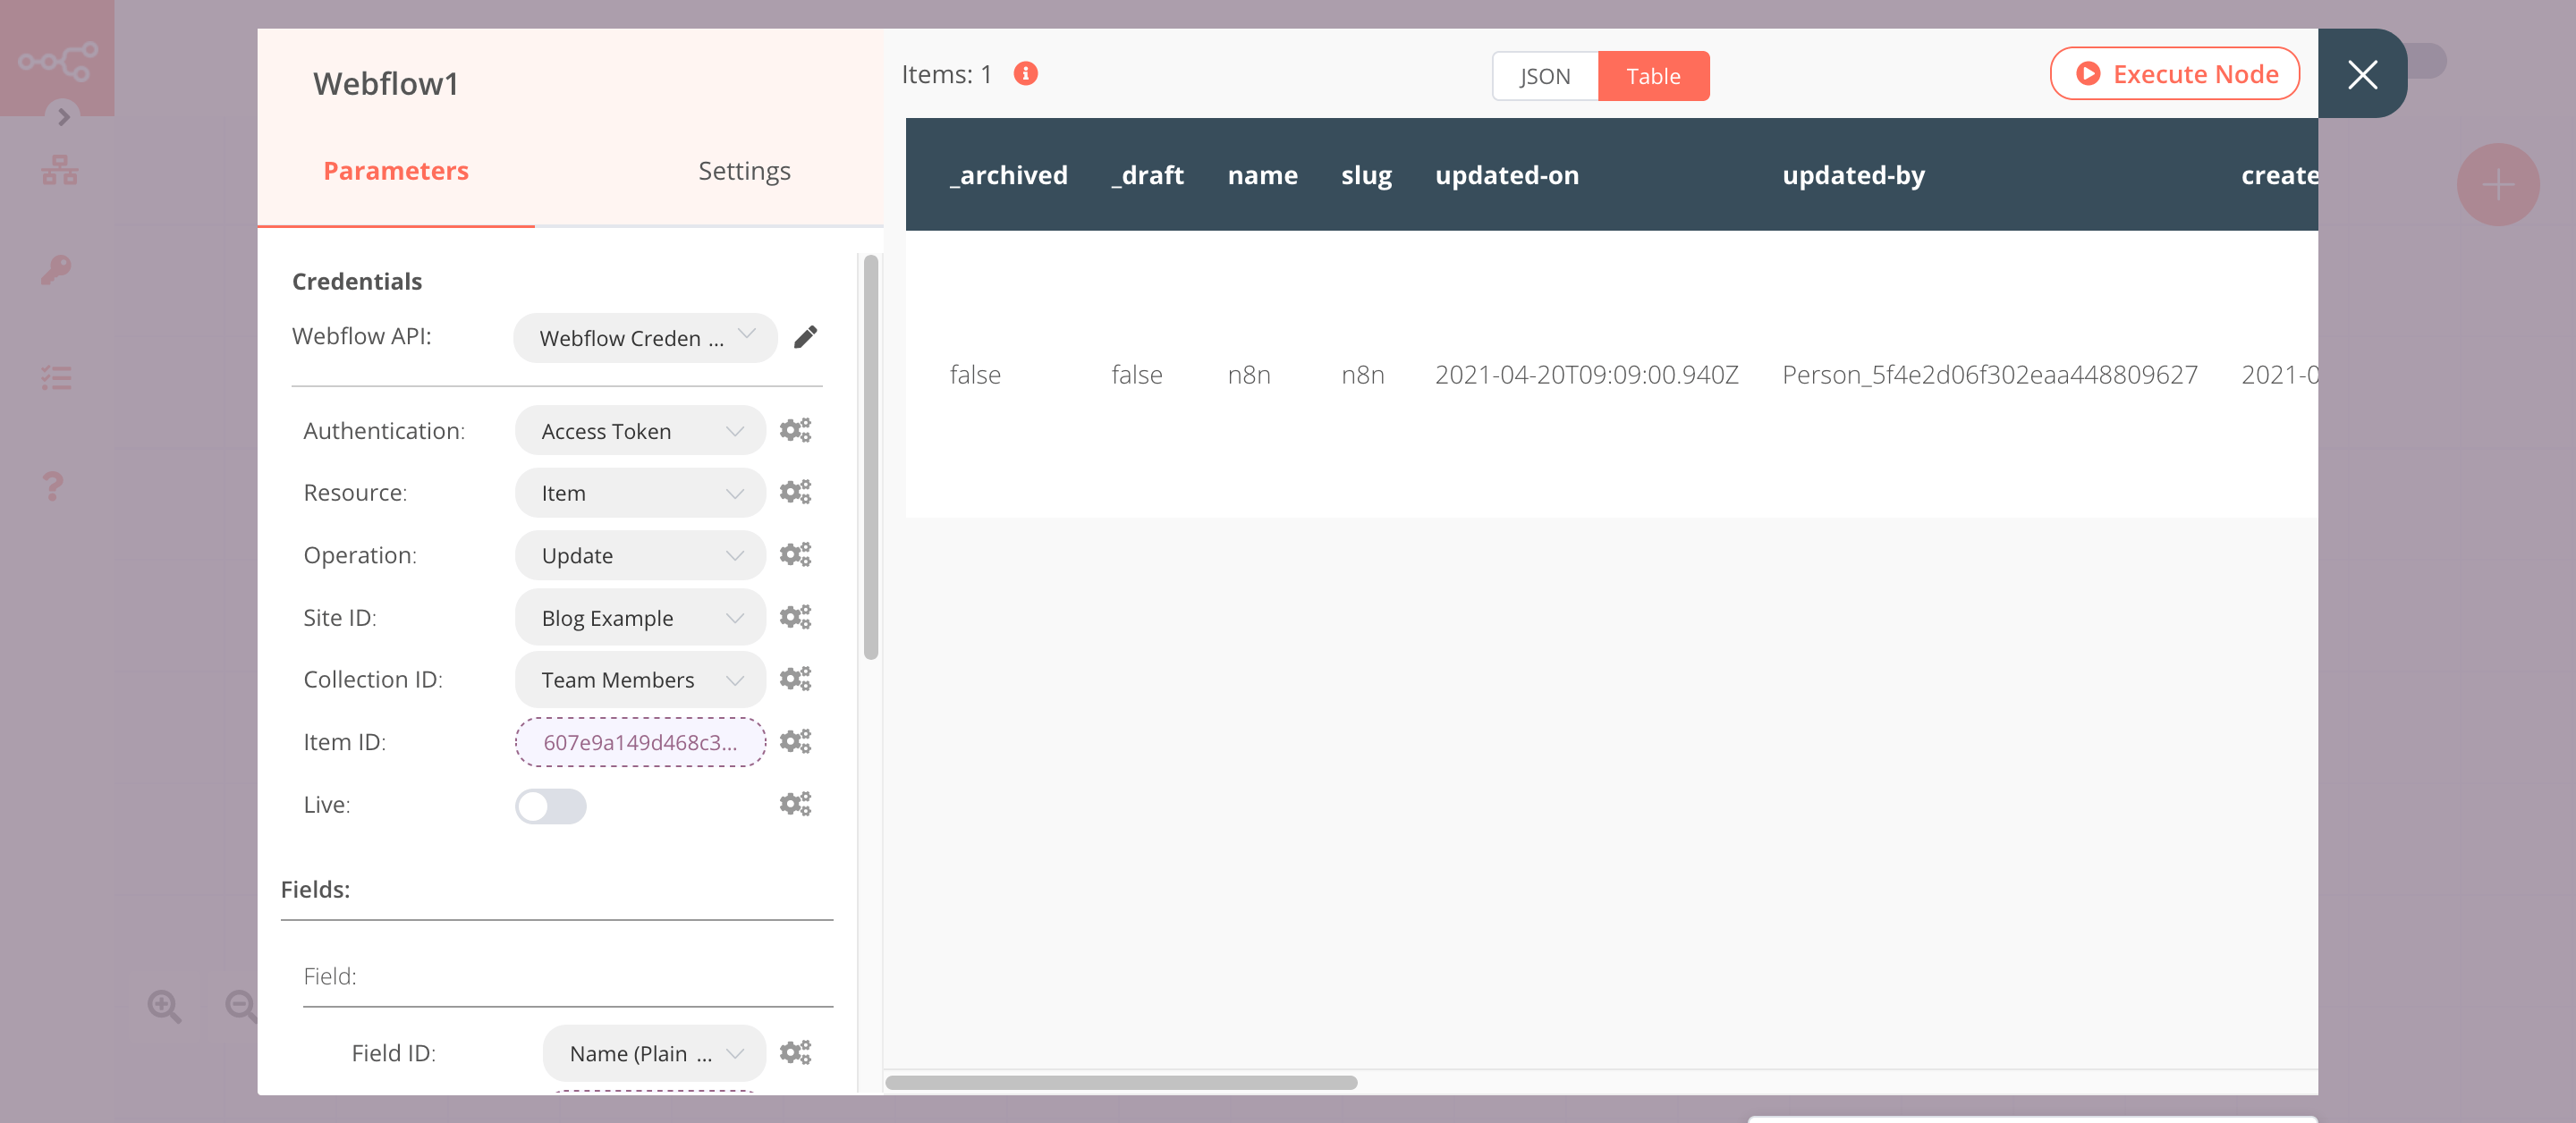 Webflow1
Parameters
Settings
Credentials
Webflow API:
Webflow Creden ...
Authentication:
Access Token
Resource:
Item
Operation:
Update
Site ID:
Blog Example
Collection ID:
Team Members
Item ID:
607e9a149d468c3...
Live:
Fields:
Field:
Field ID:
Name (Plain ...
Items: 1
JSON
Table
Execute Node
_archived _draft name slug updated-on updated-by create
false false n8n n8n 2021-04-20T09:09:00.940Z Person_5f4e2d06f302eaa448809627 2021-0